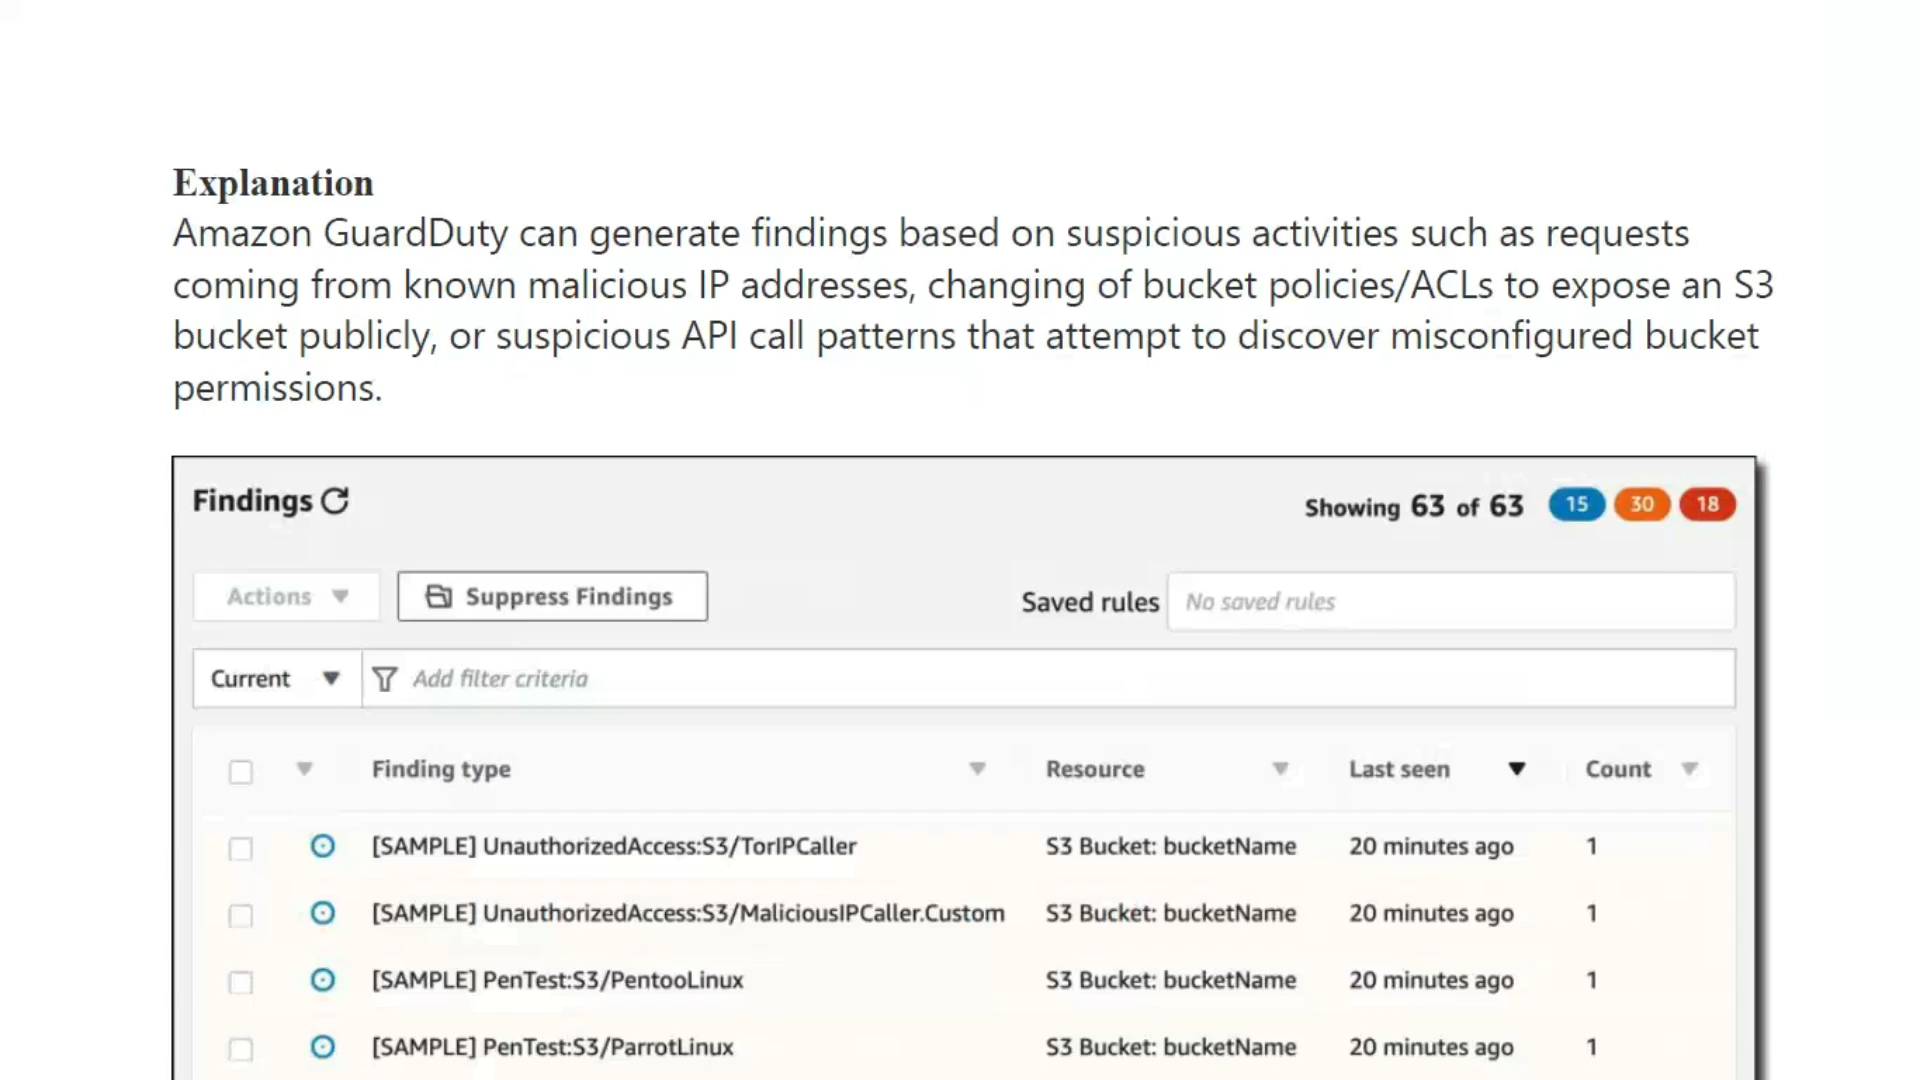 Explanation
Amazon GuardDuty can generate findings based on suspicious activities such as requests
coming from known malicious IP addresses, changing of bucket policies/ACLs to expose an S3
bucket publicly, or suspicious API call patterns that attempt to discover misconfigured bucket
permissions.
Findings
Showing 63 of 63 15 30 18
Actions Suppress Findings Saved rules No saved rules
Current Add filter criteria
Finding type Resource Last seen Count
[SAMPLE] UnauthorizedAccess:S3/TorIPCaller S3 Bucket: bucketName 20 minutes ago 1
[SAMPLE] UnauthorizedAccess:S3/MaliciousIPCaller.Custom S3 Bucket: bucketName 20 minutes ago 1
[SAMPLE] PenTest:S3/PentooLinux S3 Bucket: bucketName 20 minutes ago 1
[SAMPLE] PenTest:S3/ParrotLinux S3 Bucket: bucketName 20 minutes ago 1